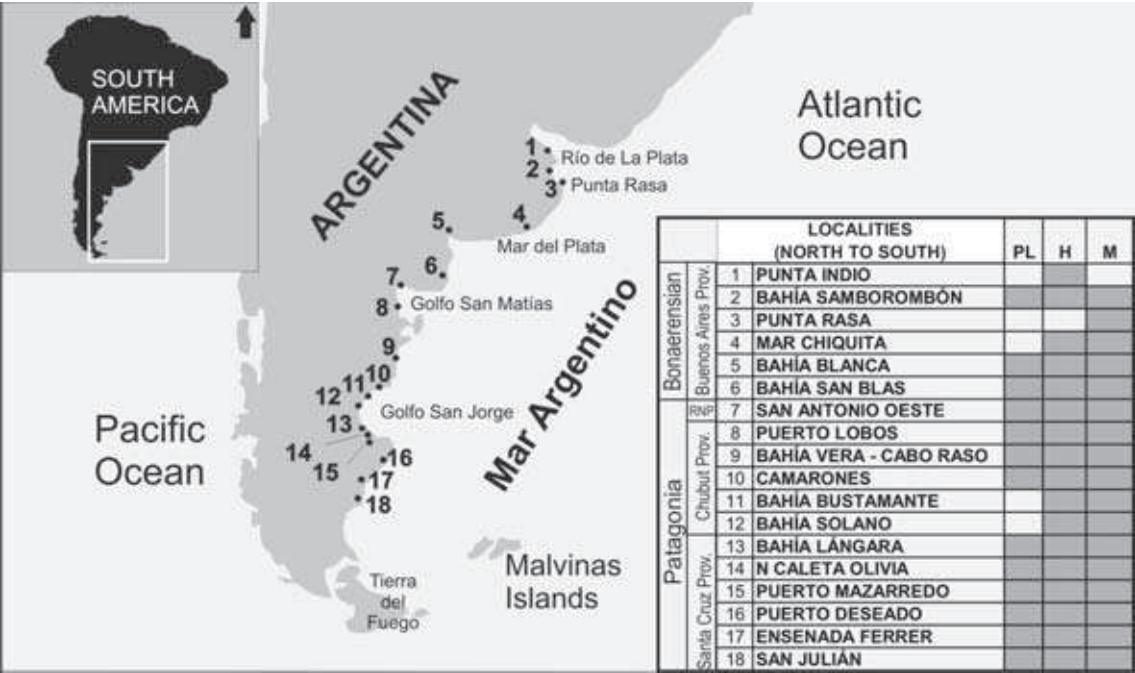 SOUTH
AMERICA
ARGENTINA
Atlantic
Ocean
1
Río de La Plata
2
3
Punta Rasa
4
5
Mar del Plata
6
7
Golfo San Matías
8
Mar Argentino
9
10
11
12
Golfo San Jorge
13
14
15
16
17
18
Pacific
Ocean
Malvinas
Islands
Tierra
del
Fuego
LOCALITIES
(NORTH TO SOUTH) PL H M
Bonaerensian
Buenos Aires Prov.
1 PUNTA INDIO
2 BAHÍA SAMBOROMBÓN
3 PUNTA RASA
4 MAR CHIQUITA
5 BAHÍA BLANCA
6 BAHÍA SAN BLAS
Patagonia
RNP 7 SAN ANTONIO OESTE
Chubut Prov.
8 PUERTO LOBOS
9 BAHÍA VERA - CABO RASO
10 CAMARONES
11 BAHÍA BUSTAMANTE
12 BAHÍA SOLANO
Santa Cruz Prov.
13 BAHÍA LÁNGARA
14 N CALETA OLIVIA
15 PUERTO MAZARREDO
16 PUERTO DESEADO
17 ENSENADA FERRER
18 SAN JULIÁN